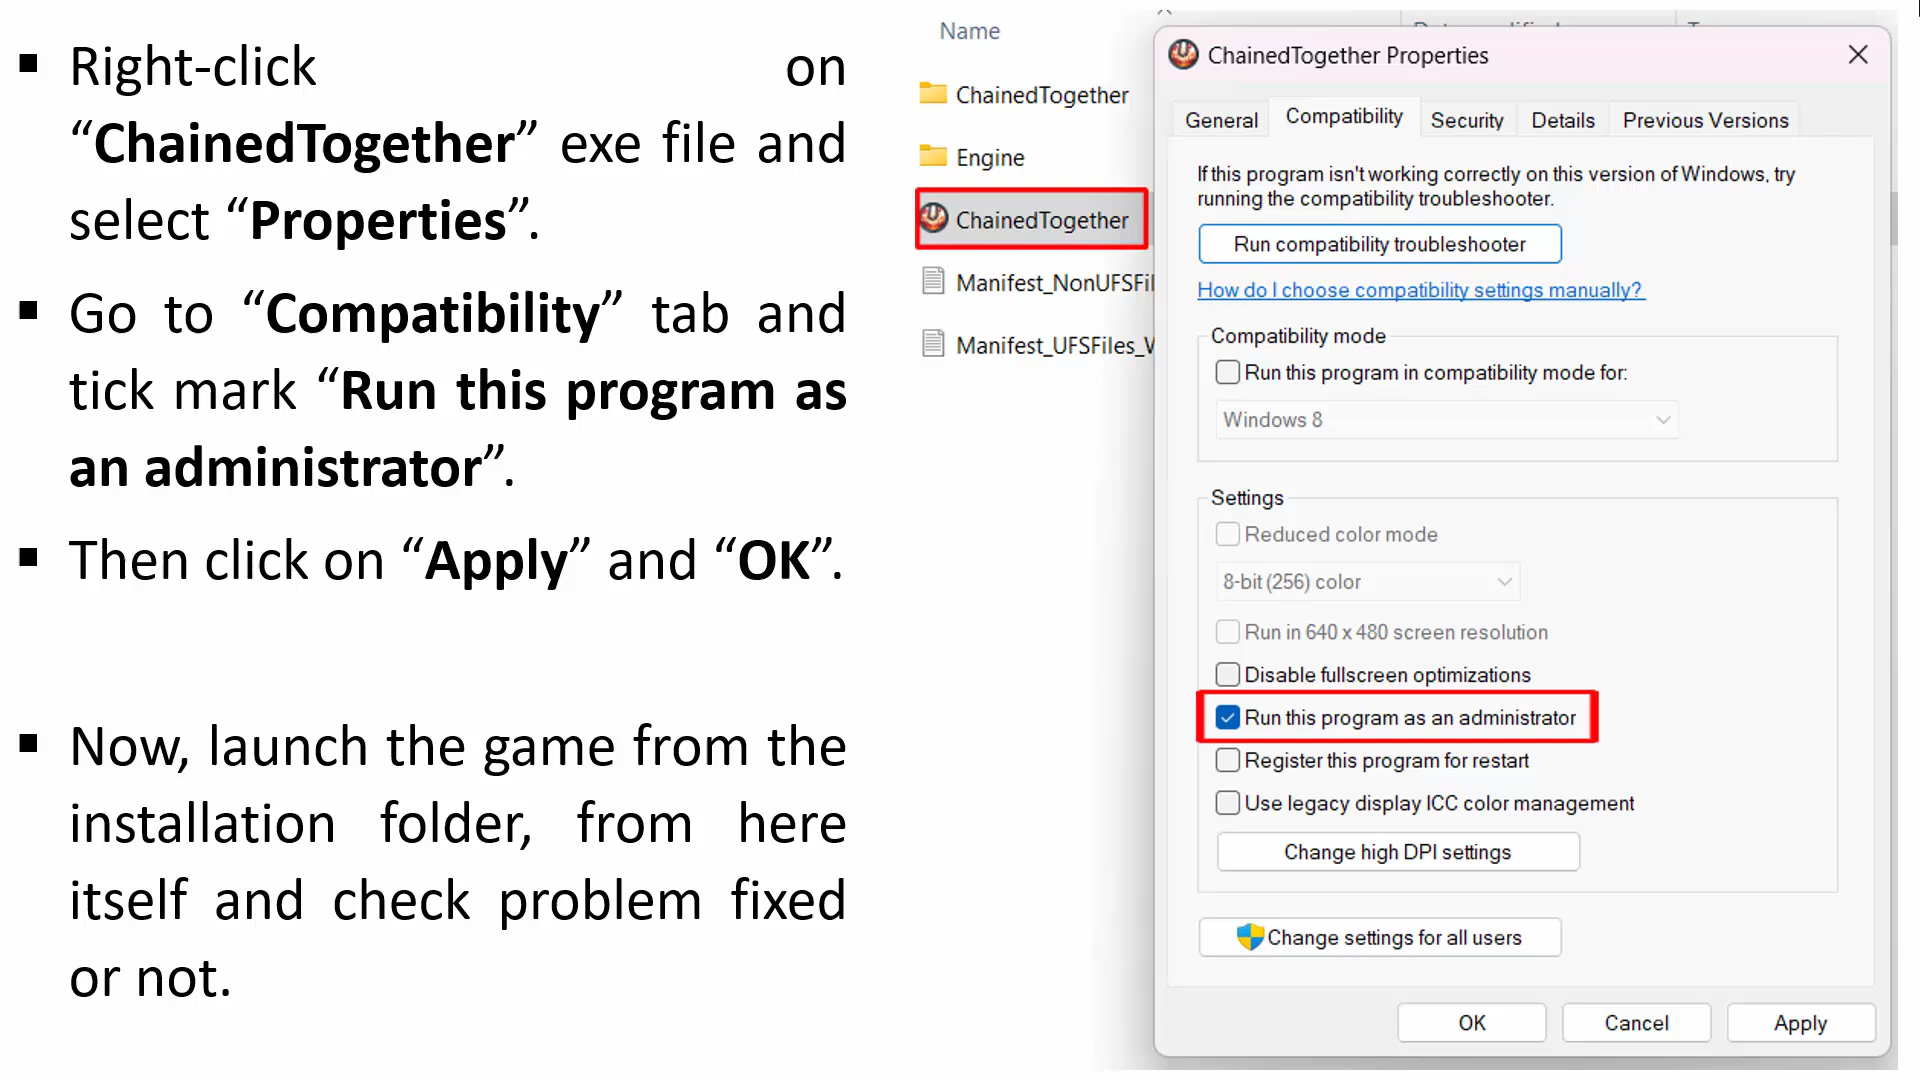 ▪ Right-click on
“ChainedTogether” exe file and
select “Properties”.
▪ Go to “Compatibility” tab and
tick mark “Run this program as
an administrator”.
▪ Then click on “Apply” and “OK”.
▪ Now, launch the game from the
installation folder, from here
itself and check problem fixed
or not.
Name
ChainedTogether
Engine
ChainedTogether
Manifest_NonUFSFil
Manifest_UFSFiles_W
ChainedTogether Properties
General Compatibility Security Details Previous Versions
If this program isn't working correctly on this version of Windows, try
running the compatibility troubleshooter.
Run compatibility troubleshooter
How do I choose compatibility settings manually?
Compatibility mode
Run this program in compatibility mode for:
Windows 8
Settings
Reduced color mode
8-bit (256) color
Run in 640 x 480 screen resolution
Disable fullscreen optimizations
Run this program as an administrator
Register this program for restart
Use legacy display ICC color management
Change high DPI settings
Change settings for all users
OK Cancel Apply